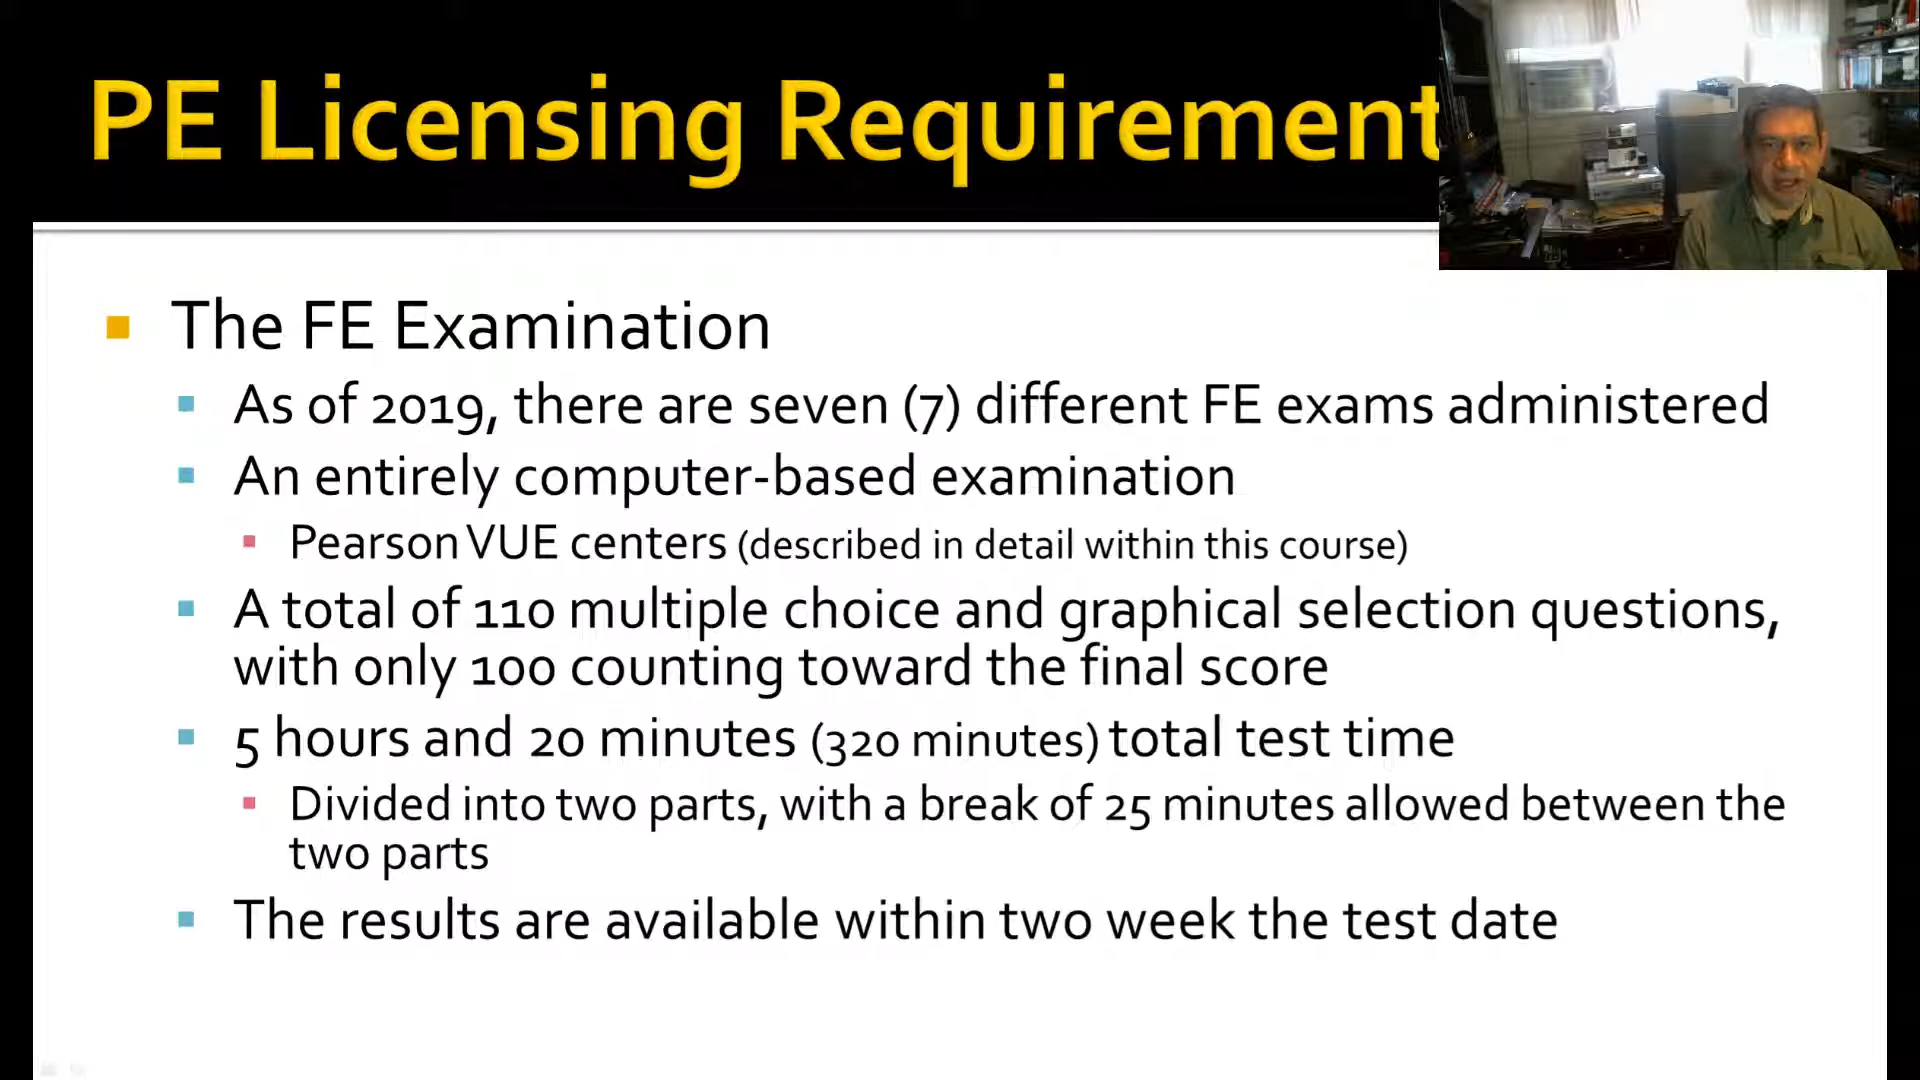 PE Licensing Requirement
The FE Examination
As of 2019, there are seven (7) different FE exams administered
An entirely computer-based examination
Pearson VUE centers (described in detail within this course)
A total of 110 multiple choice and graphical selection questions,
with only 100 counting toward the final score
5 hours and 20 minutes (320 minutes) total test time
Divided into two parts, with a break of 25 minutes allowed between the
two parts
The results are available within two week the test date